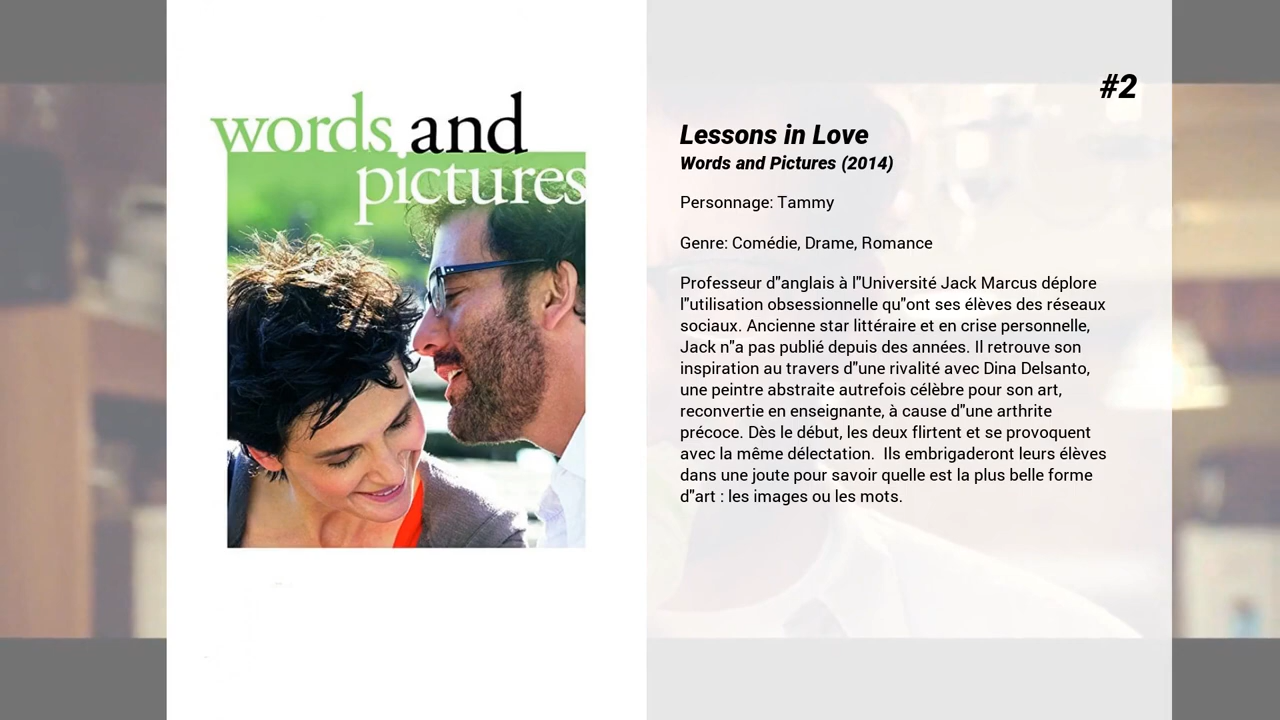 words and
pictures
#2
Lessons in Love
Words and Pictures (2014)
Personnage: Tammy
Genre: Comédie, Drame, Romance
Professeur d"anglais à l"Université Jack Marcus déplore
l"utilisation obsessionnelle qu"ont ses élèves des réseaux
sociaux. Ancienne star littéraire et en crise personnelle,
Jack n"a pas publié depuis des années. Il retrouve son
inspiration au travers d"une rivalité avec Dina Delsanto,
une peintre abstraite autrefois célèbre pour son art,
reconvertie en enseignante, à cause d"une arthrite
précoce. Dès le début, les deux flirtent et se provoquent
avec la même délectation.  Ils embrigaderont leurs élèves
dans une joute pour savoir quelle est la plus belle forme
d"art : les images ou les mots.